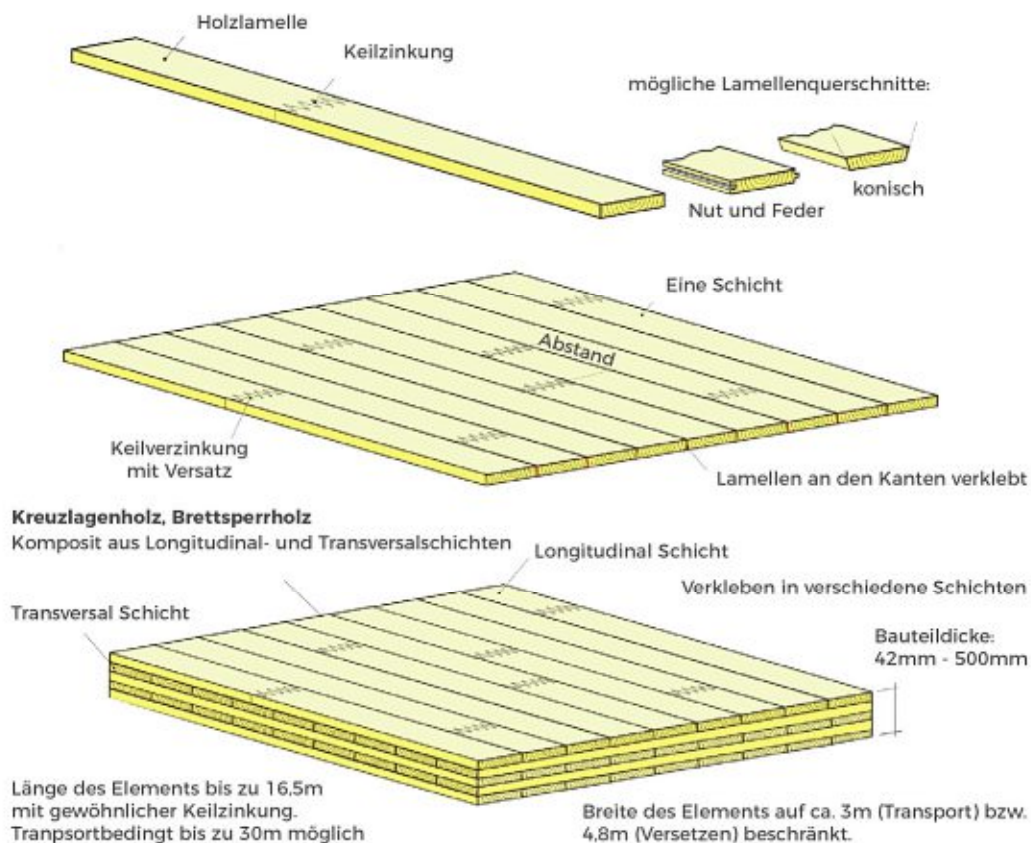 Holzlamelle
Keilzinkung
mögliche Lamellenquerschnitte:
konisch
Nut und Feder
Eine Schicht
Abstand
Keilverzinkung
mit Versatz
Lamellen an den Kanten verklebt
Kreuzlagenholz, Brettsperrholz
Komposit aus Longitudinal- und Transversalschichten
Longitudinal Schicht
Verkleben in verschiedene Schichten
Transversal Schicht
Bauteildicke:
42mm - 500mm
Länge des Elements bis zu 16,5m
mit gewöhnlicher Keilzinkung.
Tranpsortbedingt bis zu 30m möglich
Breite des Elements auf ca. 3m (Transport) bzw.
4,8m (Versetzen) beschränkt.